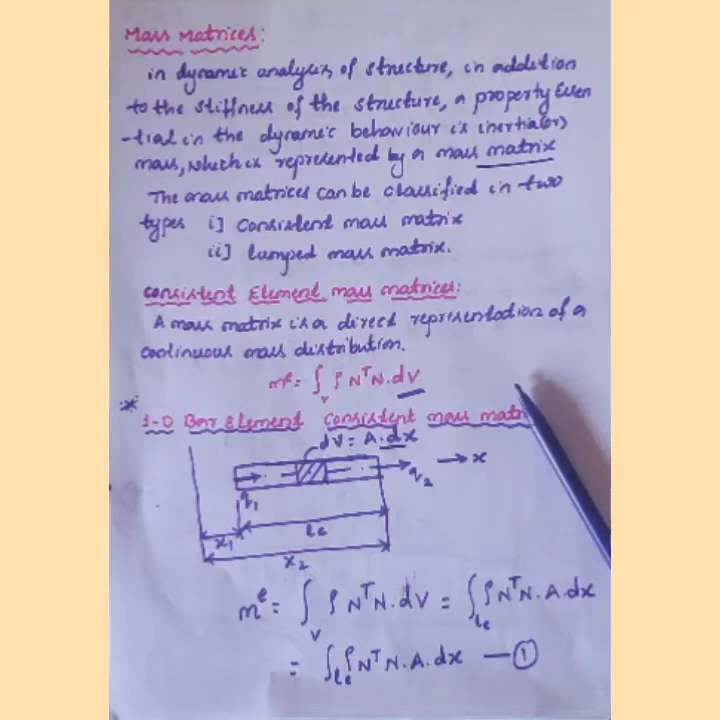 Mass Matrices:
in dynamic analysis of structure, in addition
to the stiffness of the structure, a property Essen
-tial in the dynamic behaviour is inertia (or)
mass, which is represented by a mass matrix
The mass matrices can be classified in two
types i] Consistent mass matrix
ii] lumped mass matrix.
Consistent Element mass matrices:
A mass matrix is a direct representation of a
continuous mass distribution.
mᵉ = ∫ᵥ ρ Nᵀ N. dV
* 1-D Bar Element Consistent mass matri
dV = A. dx
q₁ q₂ → x
x₁ le
x₂
mᵉ = ∫ᵥ ρ Nᵀ N. dV = ∫le ρ Nᵀ N. A. dx
= ∫le ρ Nᵀ N. A. dx — ①